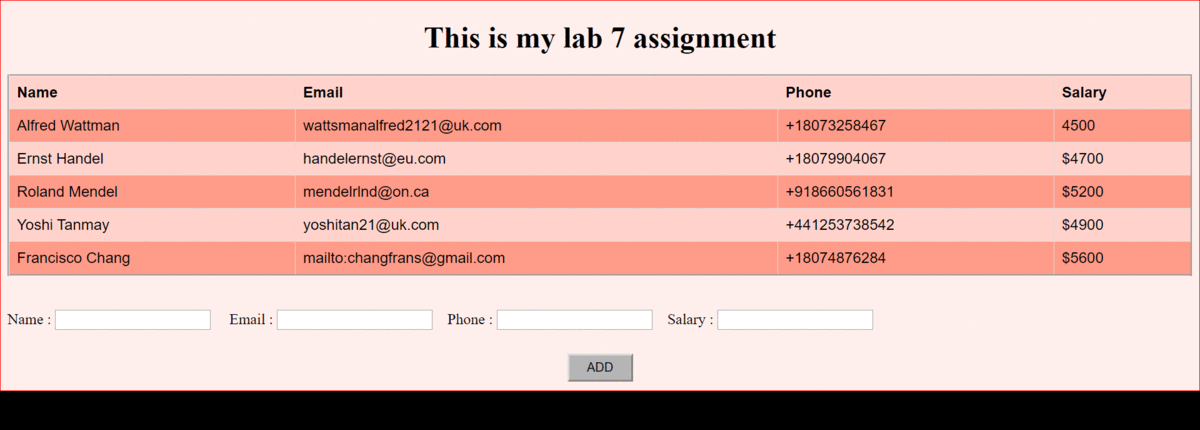 This is my lab 7 assignment
Name Email Phone Salary
Alfred Wattman wattsmanalfred2121@uk.com +18073258467 4500
Ernst Handel handelernst@eu.com +18079904067 $4700
Roland Mendel mendelrlnd@on.ca +918660561831 $5200
Yoshi Tanmay yoshitan21@uk.com +441253738542 $4900
Francisco Chang mailto:changfrans@gmail.com +18074876284 $5600
Name : Email : Phone : Salary :
ADD